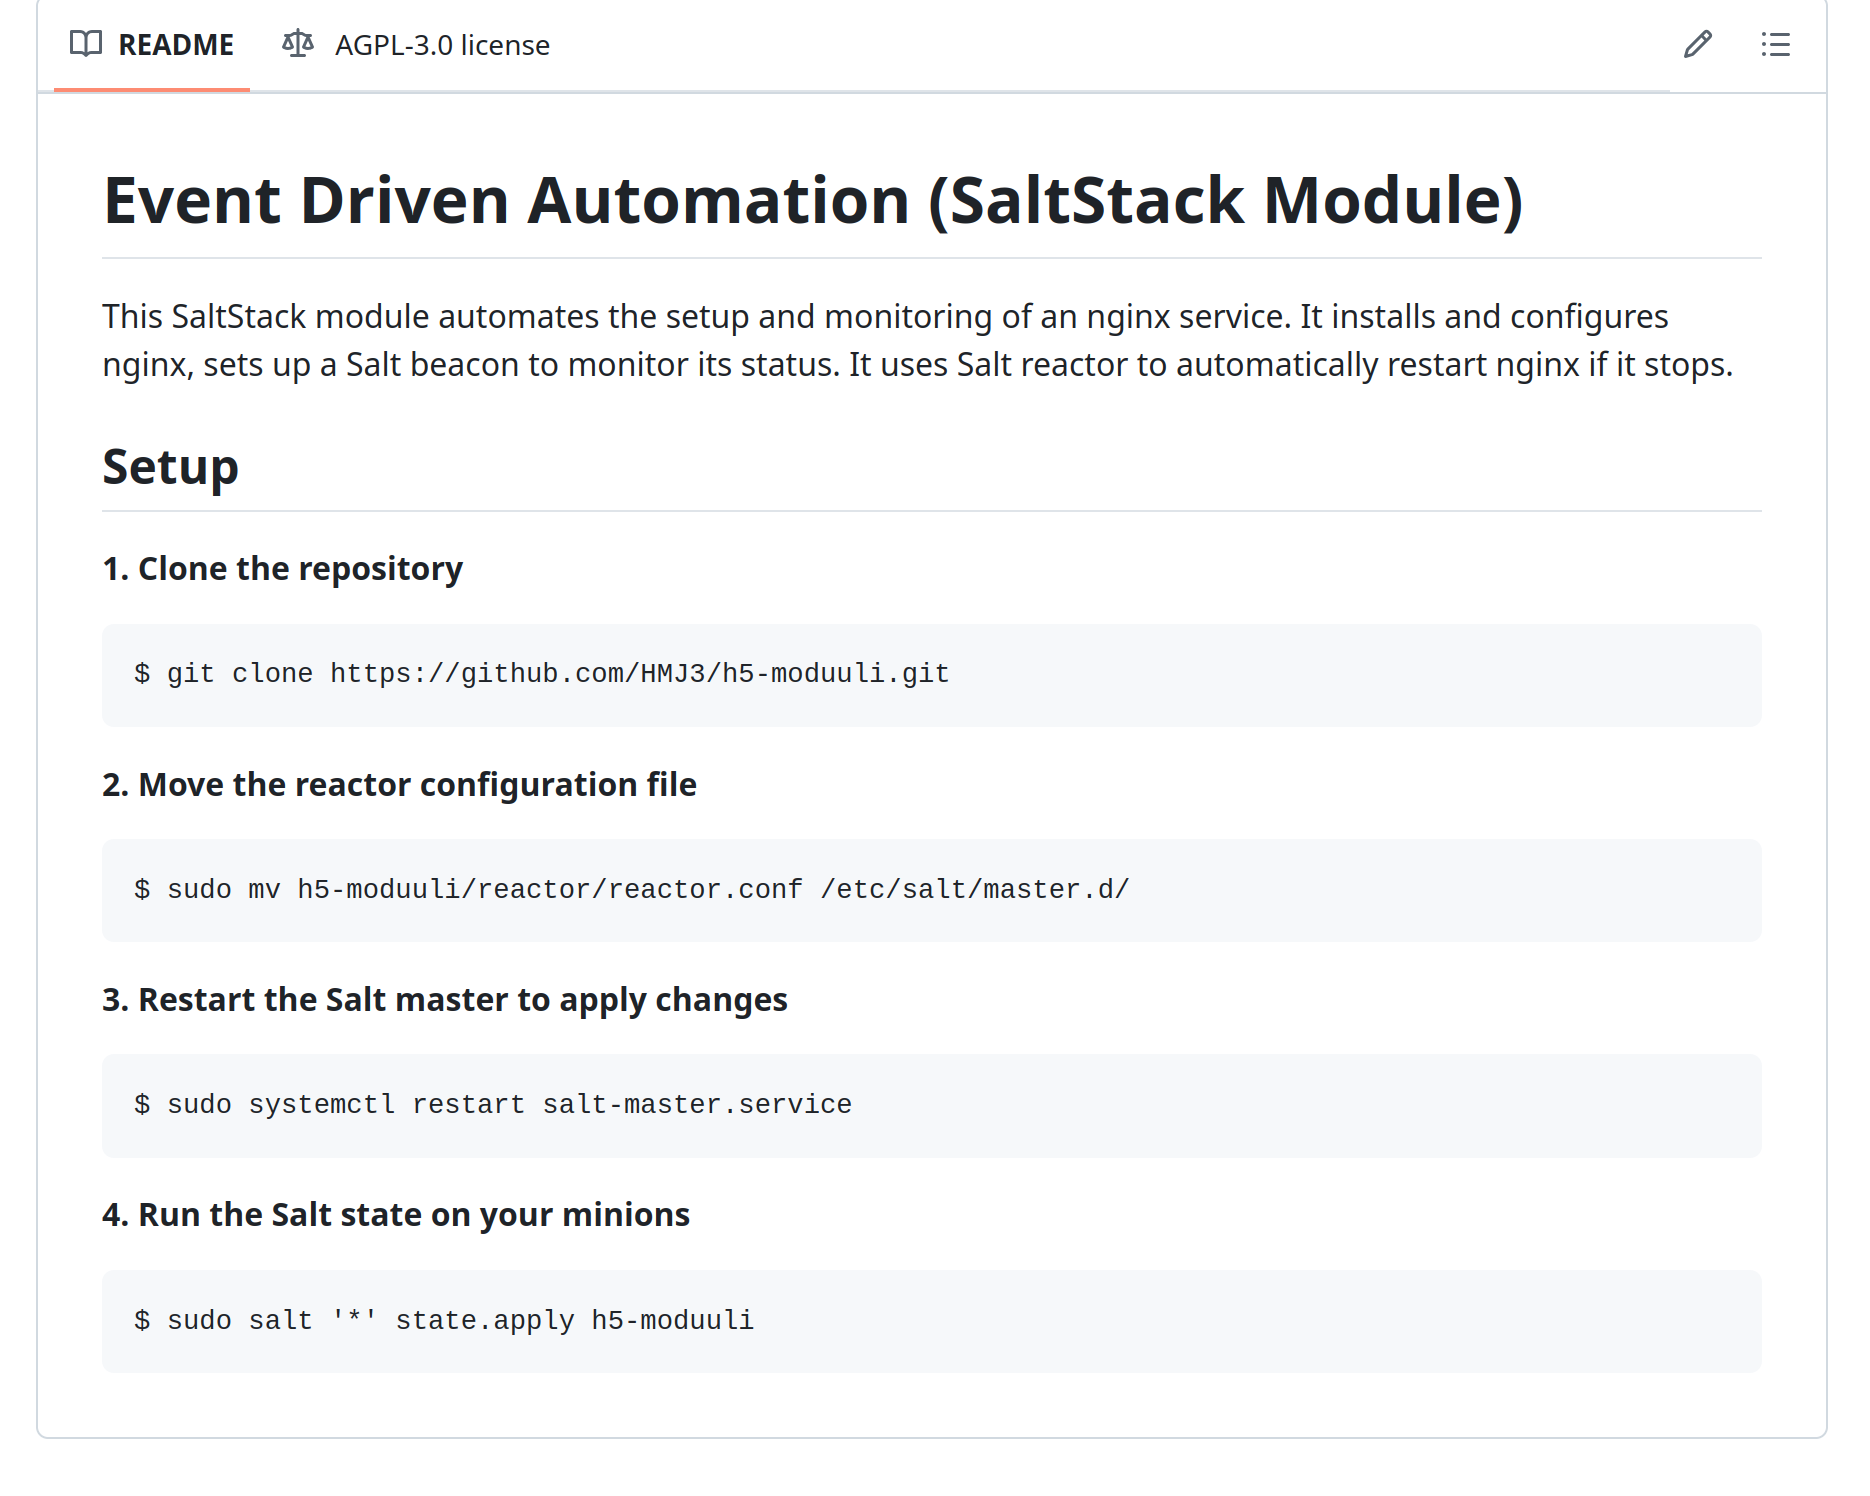 README
AGPL-3.0 license
Event Driven Automation (SaltStack Module)
This SaltStack module automates the setup and monitoring of an nginx service. It installs and configures
nginx, sets up a Salt beacon to monitor its status. It uses Salt reactor to automatically restart nginx if it stops.
Setup
1. Clone the repository
$ git clone https://github.com/HMJ3/h5-moduuli.git
2. Move the reactor configuration file
$ sudo mv h5-moduuli/reactor/reactor.conf /etc/salt/master.d/
3. Restart the Salt master to apply changes
$ sudo systemctl restart salt-master.service
4. Run the Salt state on your minions
$ sudo salt '*' state.apply h5-moduuli